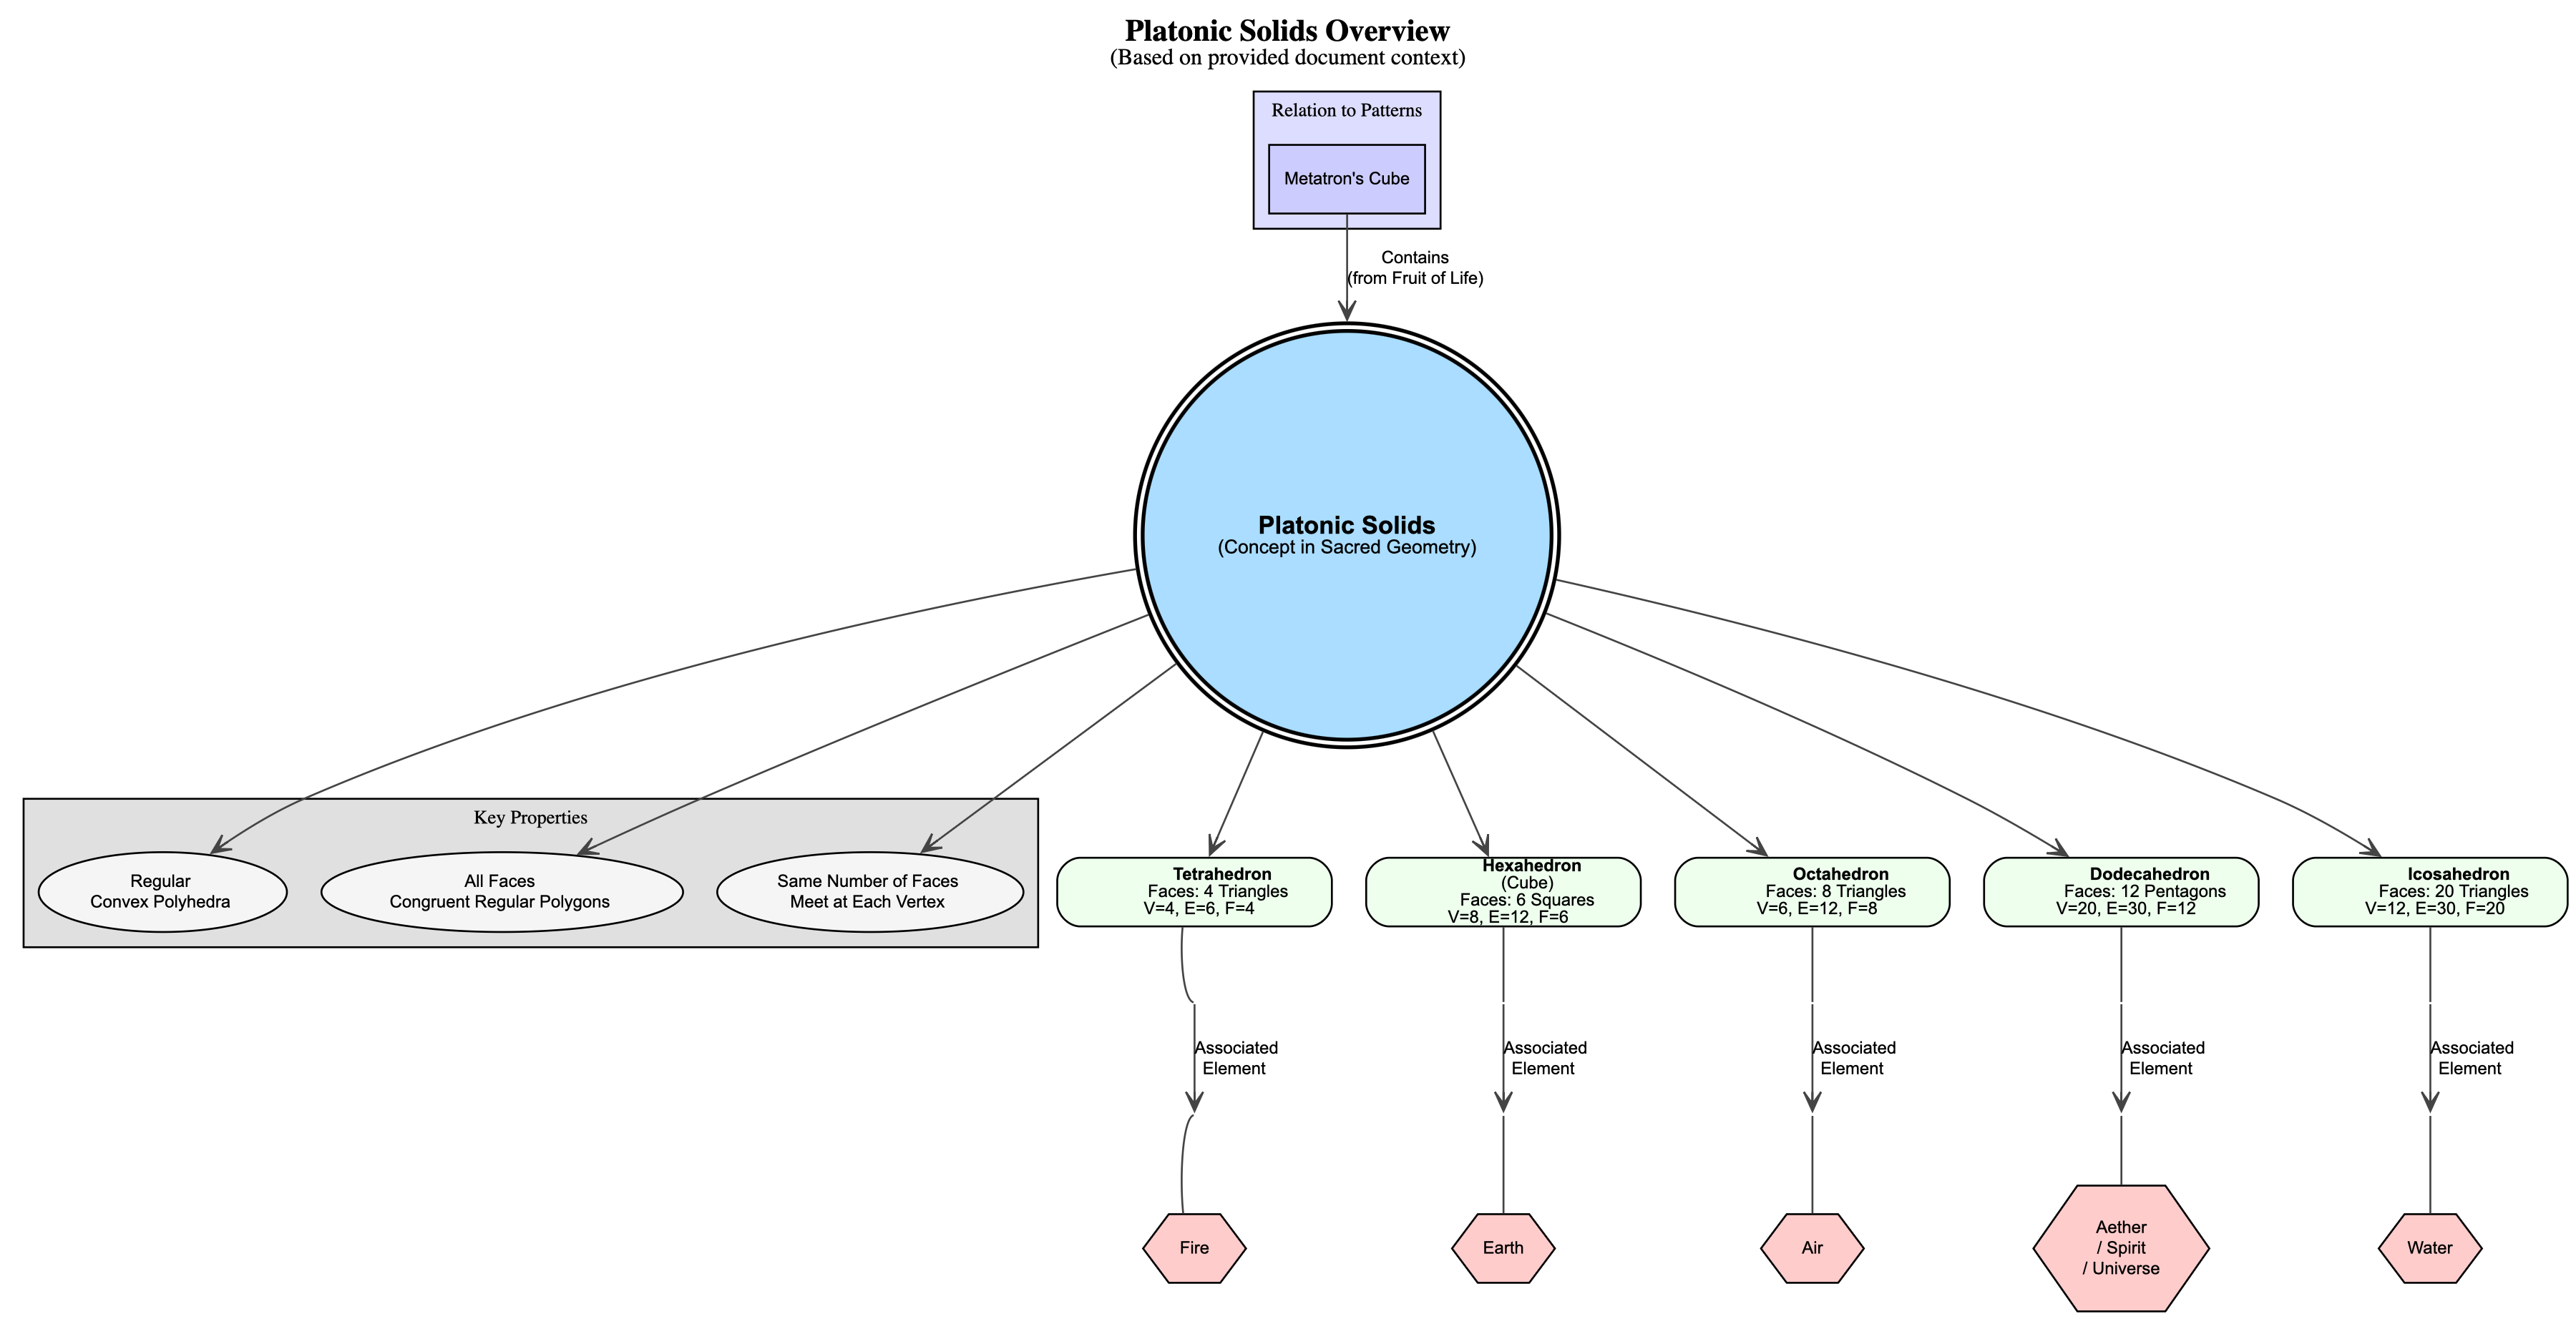 Platonic Solids Overview
(Based on provided document context)
Relation to Patterns
Metatron's Cube
Contains
(from Fruit of Life)
Platonic Solids
(Concept in Sacred Geometry)
Key Properties
Regular
Convex Polyhedra
All Faces
Congruent Regular Polygons
Same Number of Faces
Meet at Each Vertex
Tetrahedron
Faces: 4 Triangles
V=4, E=6, F=4
Hexahedron
(Cube)
Faces: 6 Squares
V=8, E=12, F=6
Octahedron
Faces: 8 Triangles
V=6, E=12, F=8
Dodecahedron
Faces: 12 Pentagons
V=20, E=30, F=12
Icosahedron
Faces: 20 Triangles
V=12, E=30, F=20
Associated
Element
Associated
Element
Associated
Element
Associated
Element
Associated
Element
Fire
Earth
Air
Aether
/ Spirit
/ Universe
Water